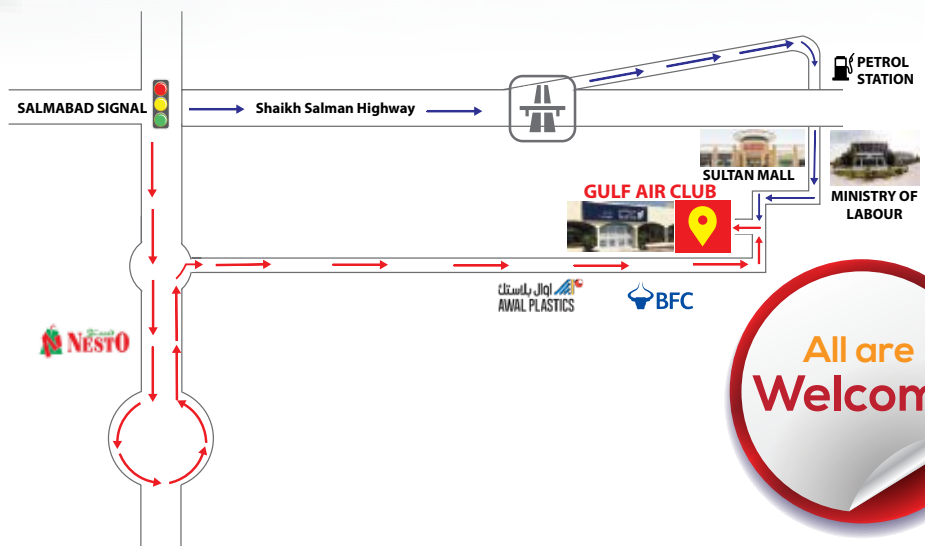 PETROL
STATION
SALMABAD SIGNAL
Shaikh Salman Highway
SULTAN MALL
MINISTRY OF
LABOUR
GULF AIR CLUB
اوال بلاستك
AWAL PLASTICS
BFC
نستو
NESTO
All are
Welcom